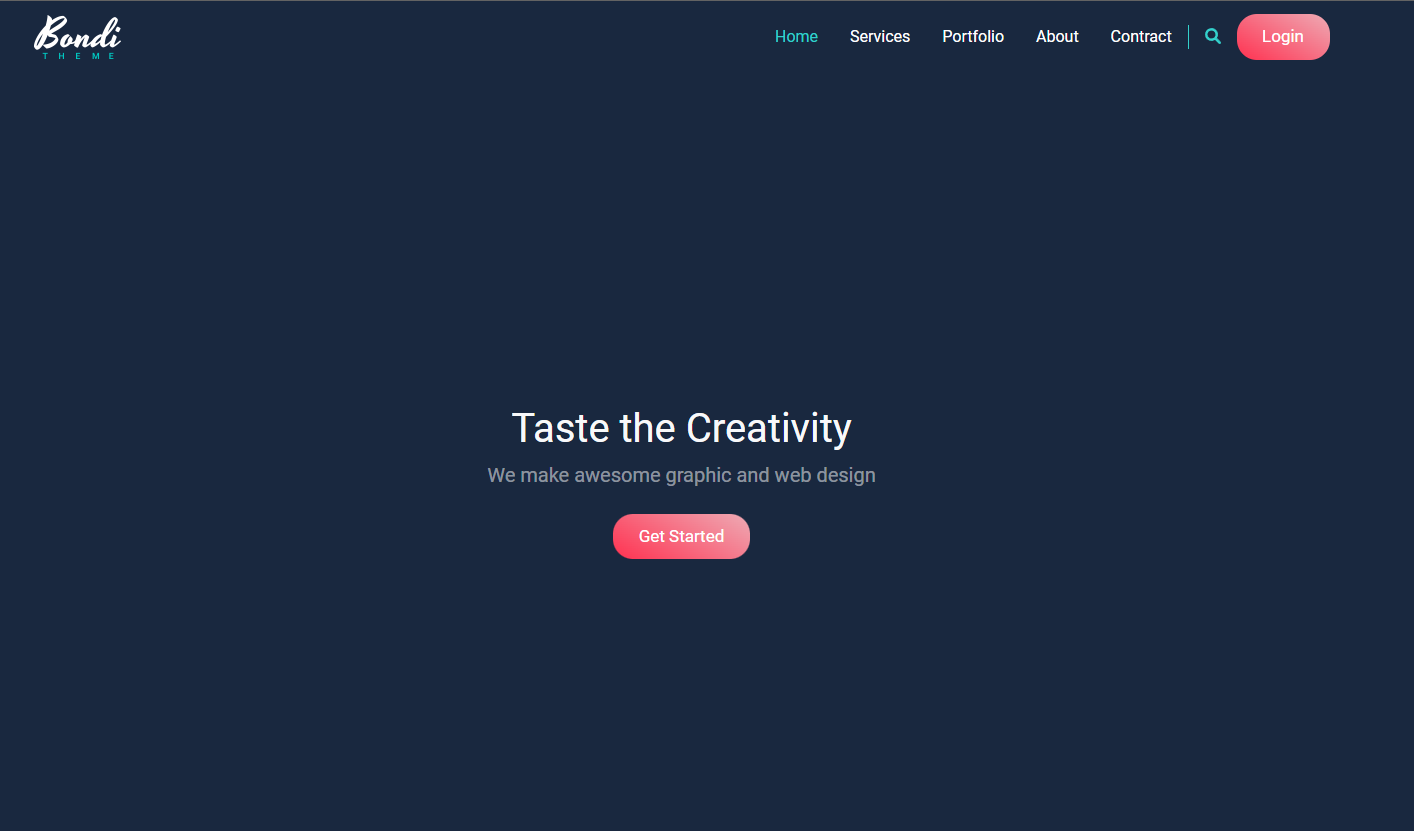 Bondi
THEME
Home Services Portfolio About Contract Login
Taste the Creativity
We make awesome graphic and web design
Get Started